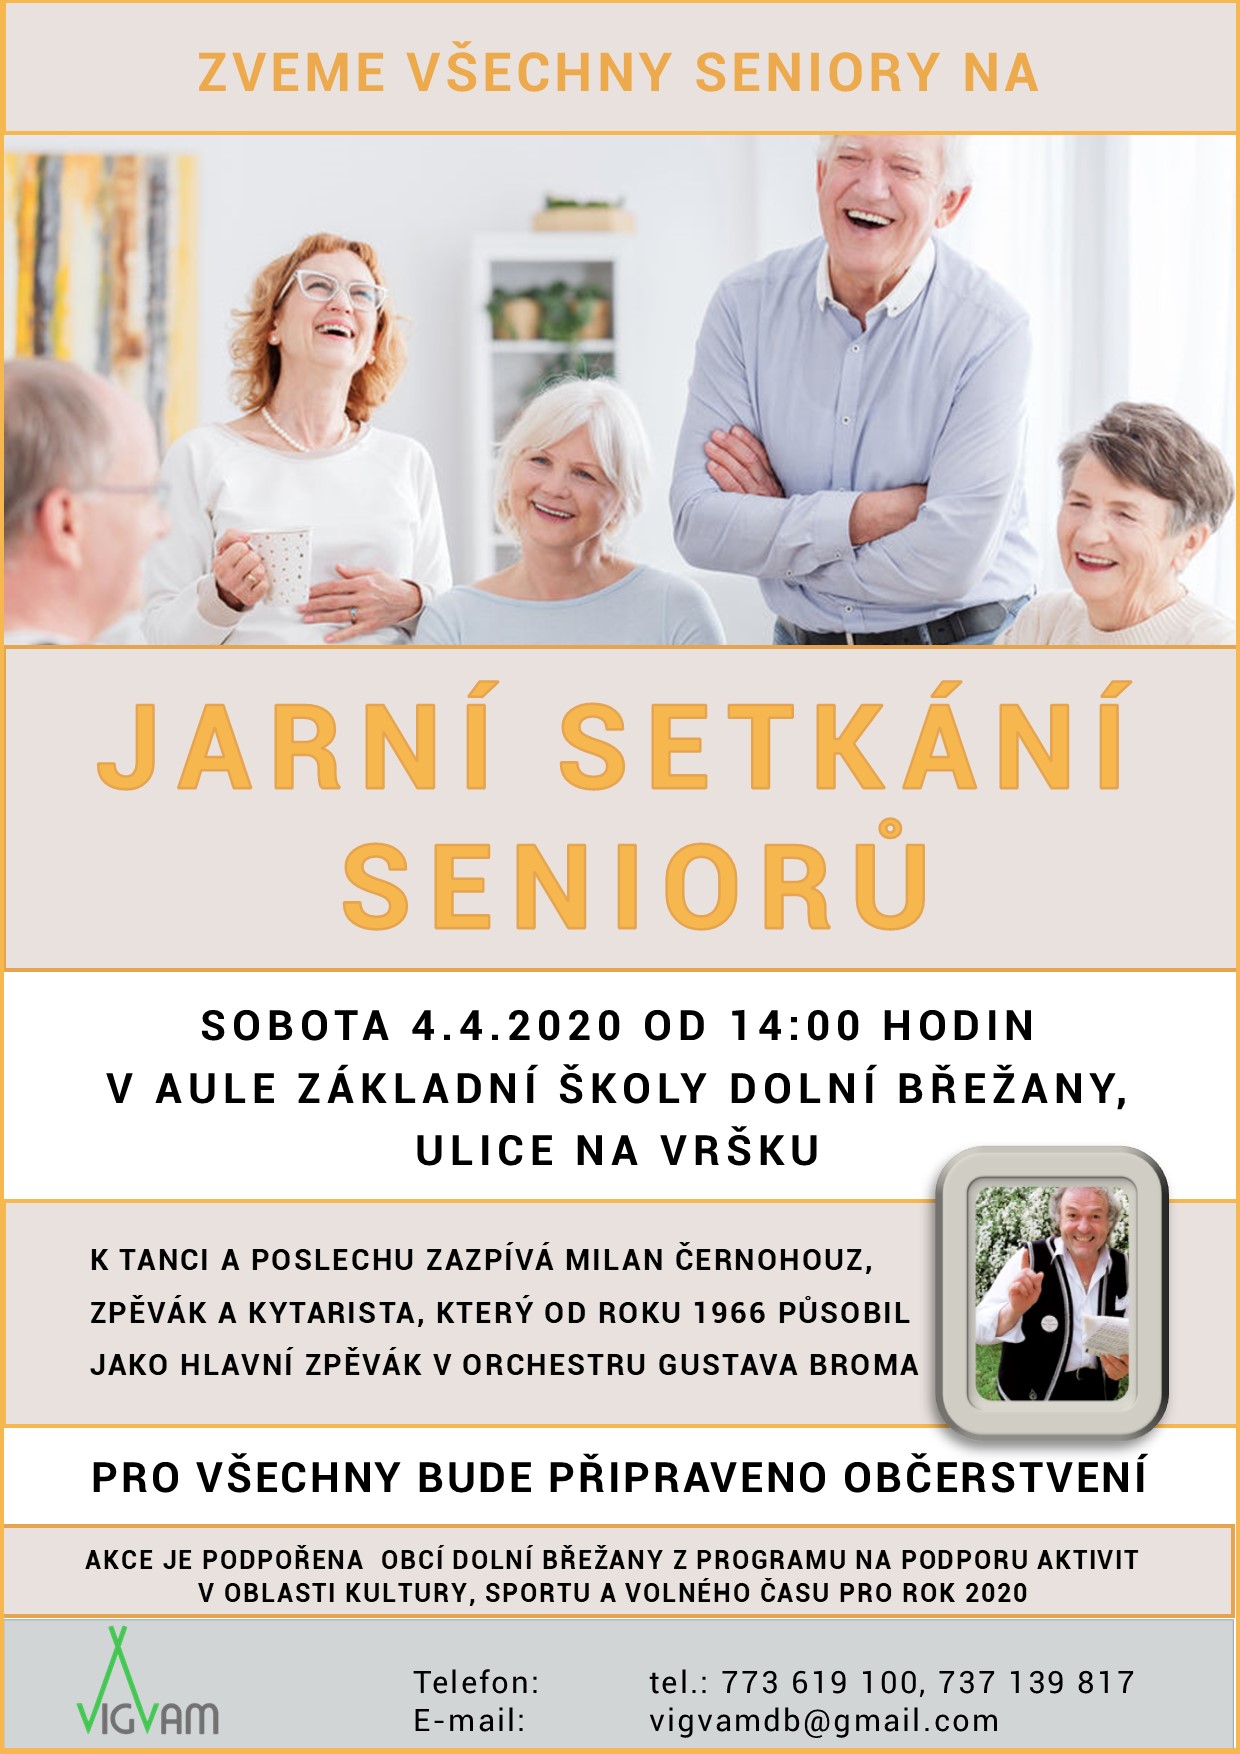 ZVEME VŠECHNY SENIORY NA
JARNÍ SETKÁNÍ
SENIORŮ
SOBOTA 4.4.2020 OD 14:00 HODIN
V AULE ZÁKLADNÍ ŠKOLY DOLNÍ BŘEŽANY,
ULICE NA VRŠKU
K TANCI A POSLECHU ZAZPÍVÁ MILAN ČERNOHOUZ,
ZPĚVÁK A KYTARISTA, KTERÝ OD ROKU 1966 PŮSOBIL
JAKO HLAVNÍ ZPĚVÁK V ORCHESTRU GUSTAVA BROMA
PRO VŠECHNY BUDE PŘIPRAVENO OBČERSTVENÍ
AKCE JE PODPOŘENA OBCÍ DOLNÍ BŘEŽANY Z PROGRAMU NA PODPORU AKTIVIT
V OBLASTI KULTURY, SPORTU A VOLNÉHO ČASU PRO ROK 2020
VIGVAM
Telefon: tel.: 773 619 100, 737 139 817
E-mail: vigvamdb@gmail.com